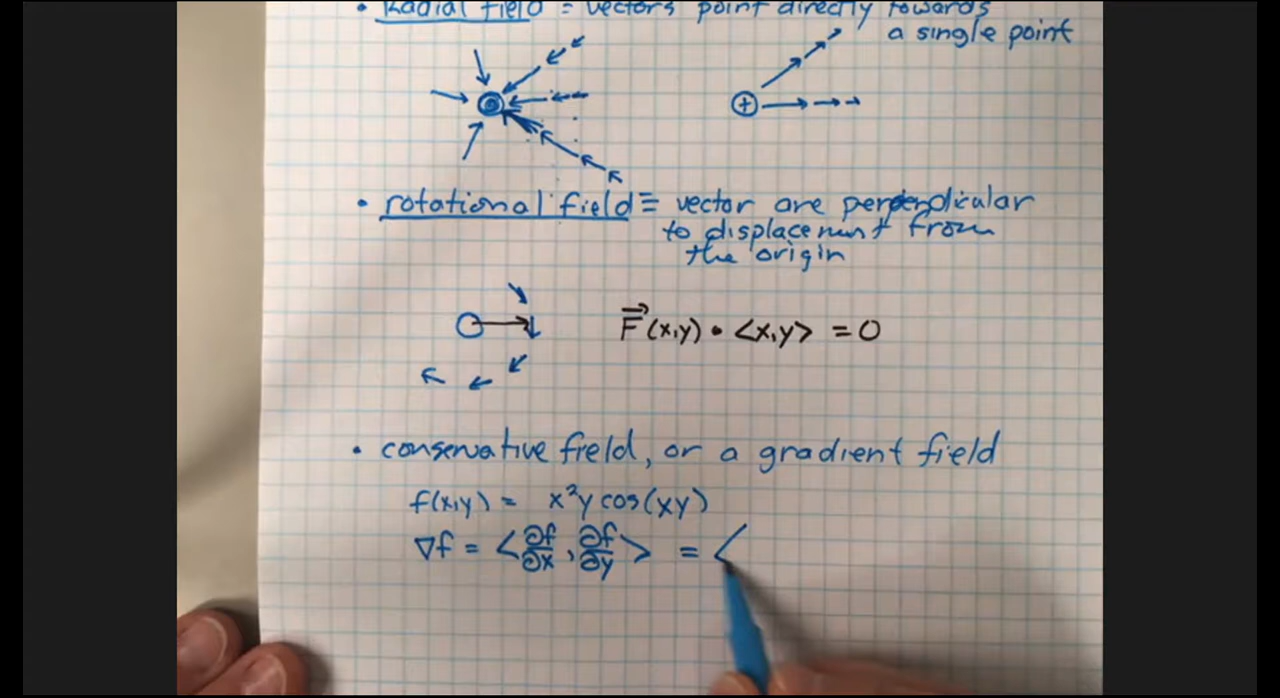 • Radial field = vectors point directly towards
a single point
+
• rotational field = vector are perpendicular
to displacement from
the origin
F⃗(x,y) • <x,y> = 0
• conservative field, or a gradient field
f(x,y) = x²y cos(xy)
∇f = <∂f/∂x, ∂f/∂y> = <